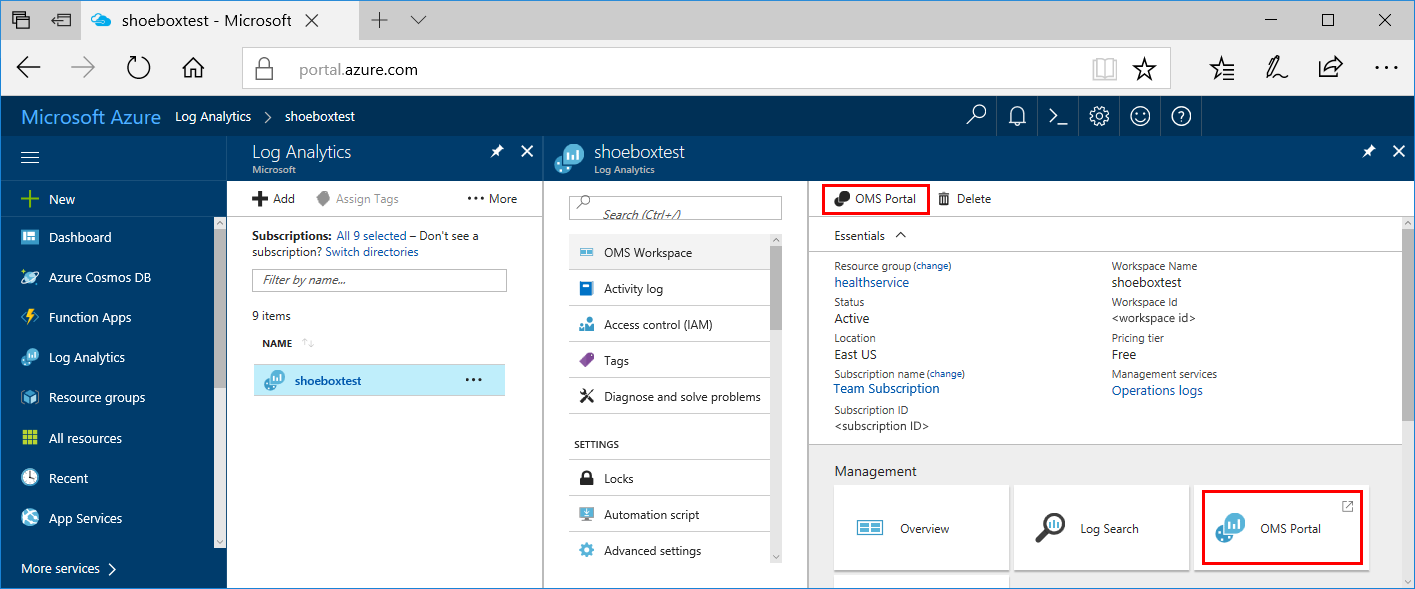 shoeboxtest - Microsoft
portal.azure.com
Microsoft Azure Log Analytics > shoeboxtest
New
Dashboard
Azure Cosmos DB
Function Apps
Log Analytics
Resource groups
All resources
Recent
App Services
More services >
Log Analytics
Microsoft
Add Assign Tags ••• More
Subscriptions: All 9 selected – Don't see a
subscription? Switch directories
Filter by name...
9 items
NAME
shoeboxtest •••
shoeboxtest
Log Analytics
Search (Ctrl+/)
OMS Workspace
Activity log
Access control (IAM)
Tags
Diagnose and solve problems
SETTINGS
Locks
Automation script
Advanced settings
OMS Portal Delete
Essentials
Resource group (change)
healthservice
Status
Active
Location
East US
Subscription name (change)
Team Subscription
Subscription ID
<subscription ID>
Workspace Name
shoeboxtest
Workspace Id
<workspace id>
Pricing tier
Free
Management services
Operations logs
Management
Overview
Log Search
OMS Portal